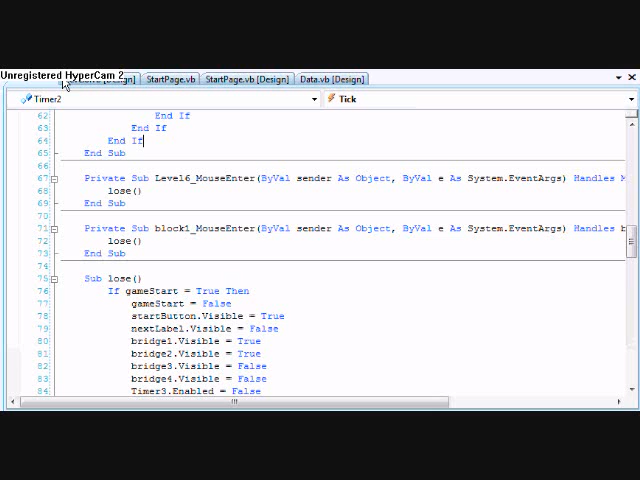 Unregistered HyperCam 2
[Design] StartPage.vb StartPage.vb [Design] Data.vb [Design]
Timer2 Tick
62 End If
63 End If
64 End If
65 End Sub
66
67 Private Sub Level6_MouseEnter(ByVal sender As Object, ByVal e As System.EventArgs) Handles
68 lose()
69 End Sub
70
71 Private Sub block1_MouseEnter(ByVal sender As Object, ByVal e As System.EventArgs) Handles b
72 lose()
73 End Sub
74
75 Sub lose()
76 If gameStart = True Then
77 gameStart = False
78 startButton.Visible = True
79 nextLabel.Visible = False
80 bridge1.Visible = True
81 bridge2.Visible = True
82 bridge3.Visible = False
83 bridge4.Visible = False
84 Timer3.Enabled = False